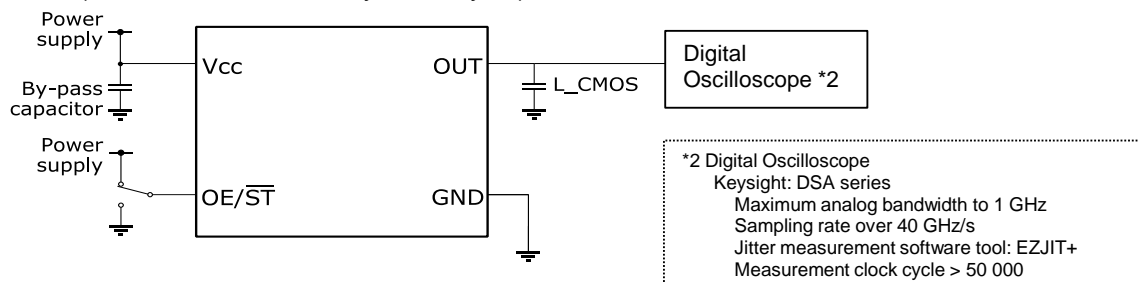 Power
supply
Vcc
OUT
By-pass
capacitor
L_CMOS
Digital
Oscilloscope *2
Power
supply
OE/ST
GND
*2 Digital Oscilloscope
Keysight: DSA series
Maximum analog bandwidth to 1 GHz
Sampling rate over 40 GHz/s
Jitter measurement software tool: EZJIT+
Measurement clock cycle > 50 000